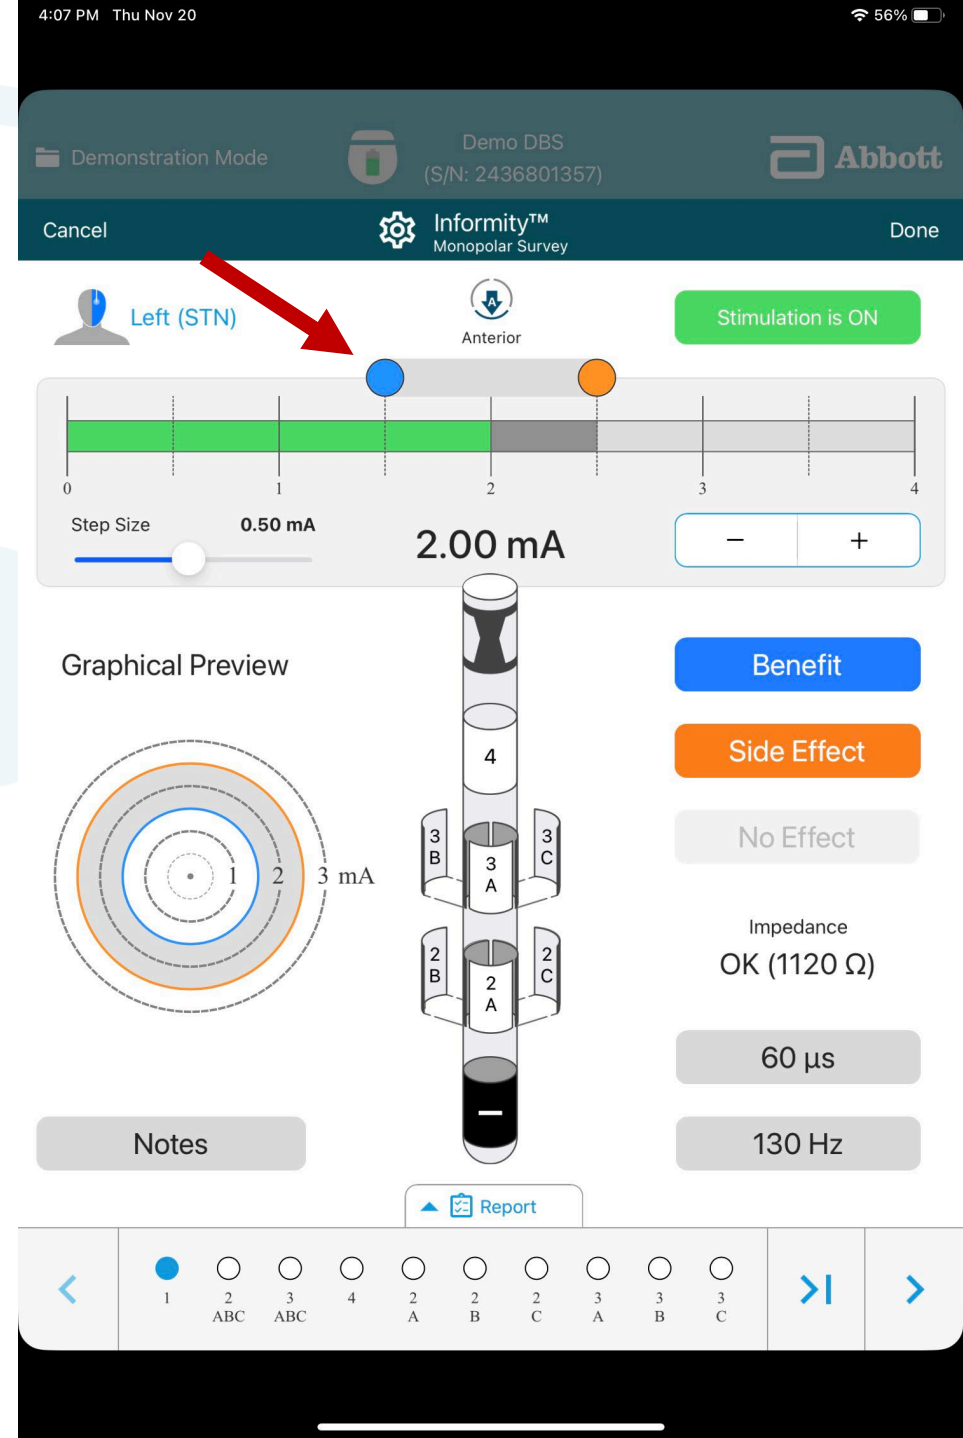 4:07 PM Thu Nov 20
56%
Demonstration Mode
Demo DBS
(S/N: 2436801357)
Abbott
Cancel
Informity™
Monopolar Survey
Done
Left (STN)
A
Anterior
Stimulation is ON
0 1 2 3 4
Step Size 0.50 mA
2.00 mA
− +
Graphical Preview
Benefit
Side Effect
No Effect
4
3 B
3 A
3 C
2 B
2 A
2 C
−
1 2 3 mA
Impedance
OK (1120 Ω)
60 μs
130 Hz
Notes
Report
1
2 ABC
3 ABC
4
2 A
2 B
2 C
3 A
3 B
3 C